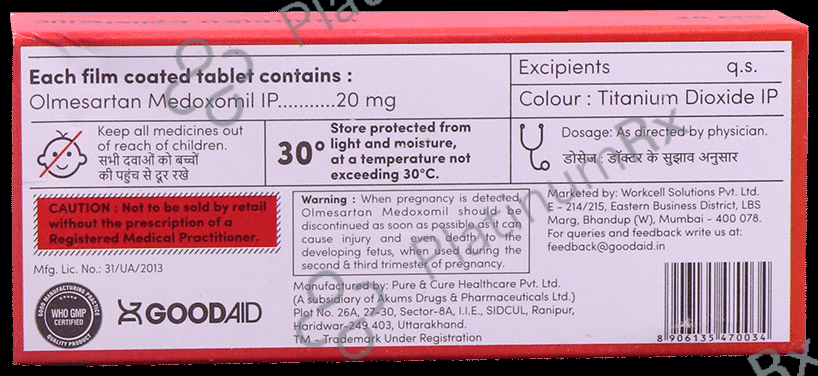 Each film coated tablet contains :
Olmesartan Medoxomil IP...........20 mg
Excipients q.s.
Colour : Titanium Dioxide IP
Keep all medicines out
of reach of children.
सभी दवाओं को बच्चों
की पहुंच से दूर रखे
30°
Store protected from
light and moisture,
at a temperature not
exceeding 30°C.
Dosage: As directed by physician.
डोसेज : डॉक्टर के सुझाव अनुसार
CAUTION : Not to be sold by retail
without the prescription of a
Registered Medical Practitioner.
Warning : When pregnancy is detected,
Olmesartan Medoxomil should be
discontinued as soon as possible as it can
cause injury and even death to the
developing fetus, when used during the
second & third trimester of pregnancy.
Marketed by: Workcell Solutions Pvt. Ltd.
E - 214/215, Eastern Business District, LBS
Marg, Bhandup (W), Mumbai - 400 078.
For queries and feedback write us at:
feedback@goodaid.in
Mfg. Lic. No.: 31/UA/2013
GOOD MANUFACTURING PRACTICE
WHO GMP
CERTIFIED
QUALITY PRODUCT
GOODAID
Manufactured by: Pure & Cure Healthcare Pvt. Ltd.
(A subsidiary of Akums Drugs & Pharmaceuticals Ltd.)
Plot No. 26A, 27-30, Sector-8A, I.I.E., SIDCUL, Ranipur,
Haridwar-249 403, Uttarakhand.
TM - Trademark Under Registration
8 906135 470034
PlatinumRx